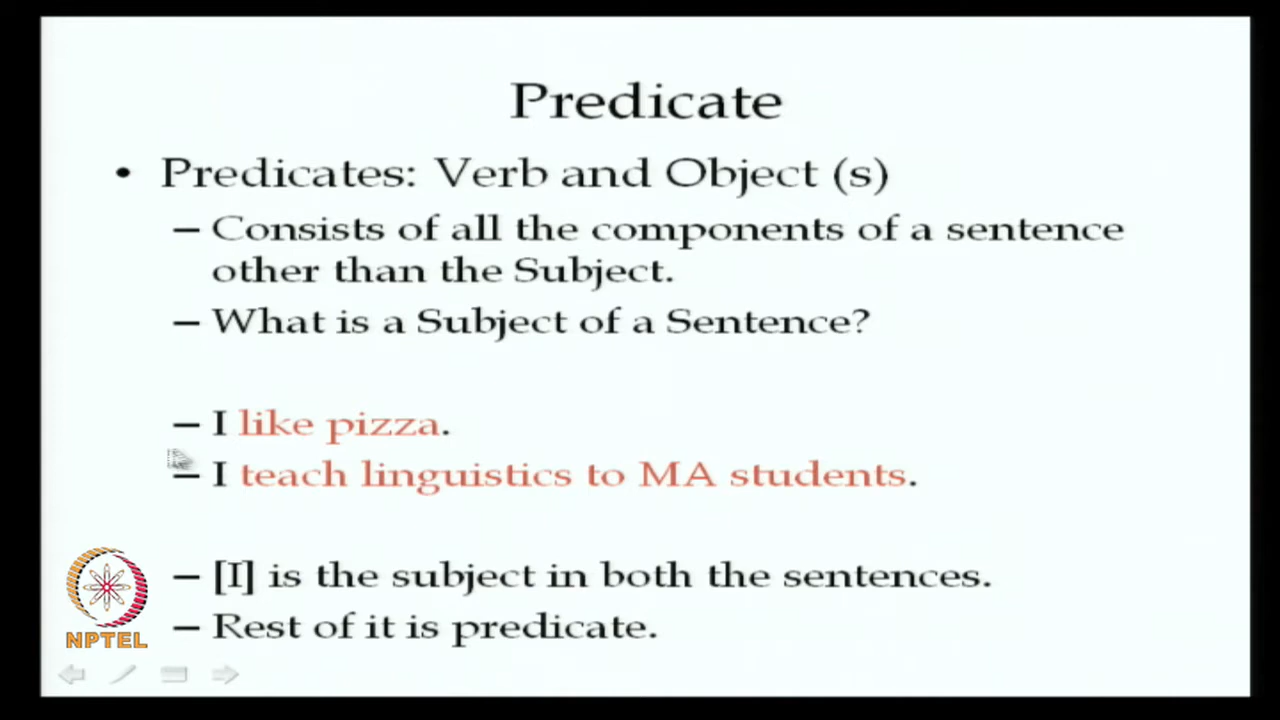 Predicate
• Predicates: Verb and Object (s)
– Consists of all the components of a sentence
other than the Subject.
– What is a Subject of a Sentence?
– I like pizza.
– I teach linguistics to MA students.
– [I] is the subject in both the sentences.
– Rest of it is predicate.
NPTEL